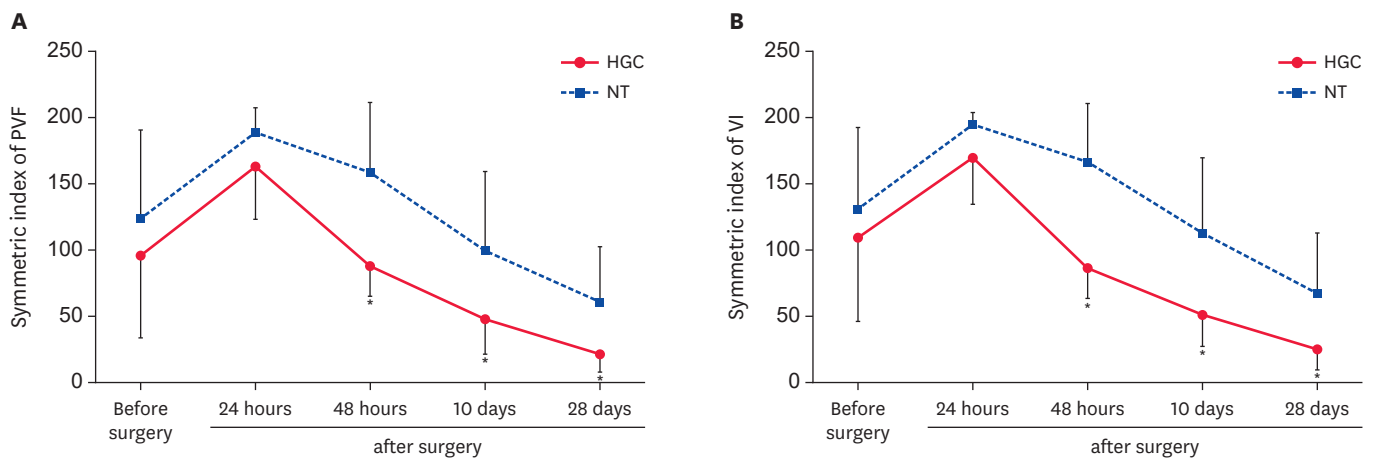 A
250
200
150
100
50
0
Symmetric index of PVF
HGC
NT
*
*
*
Before surgery
24 hours
48 hours
10 days
28 days
after surgery
B
250
200
150
100
50
0
Symmetric index of VI
HGC
NT
*
*
*
Before surgery
24 hours
48 hours
10 days
28 days
after surgery